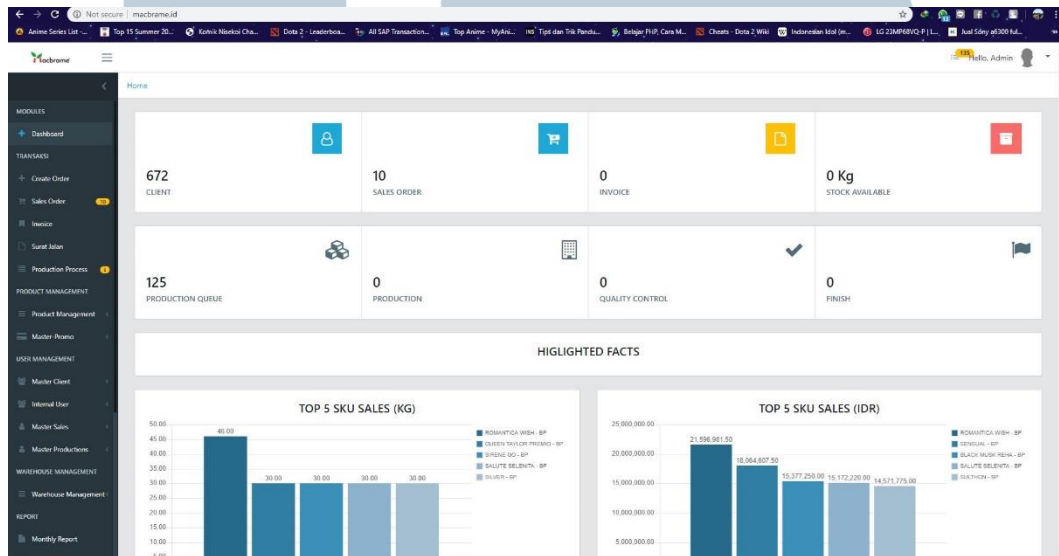 Not secure | macbrame.id
Anime Series List -...
Top 15 Summer 20...
Komik Nisekoi Cha...
Dota 2 - Leaderboa...
All SAP Transaction...
Top Anime - MyAni...
Tips dan Trik Pandu...
Belajar PHP, Cara M...
Cheats - Dota 2 Wiki
Indonesian Idol (m...
LG 23MP68VQ-P | L...
Jual Sony a6300 ful...
Macbrame
135
Hello, Admin
Home
MODULES
Dashboard
TRANSAKSI
Create Order
Sales Order 10
Invoice
Surat Jalan
Production Process
PRODUCT MANAGEMENT
Product Management
Master-Promo
USER MANAGEMENT
Master Client
Internal User
Master Sales
Master Productions
WAREHOUSE MANAGEMENT
Warehouse Management
REPORT
Monthly Report
672
CLIENT
10
SALES ORDER
0
INVOICE
0 Kg
STOCK AVAILABLE
125
PRODUCTION QUEUE
0
PRODUCTION
0
QUALITY CONTROL
0
FINISH
HIGLIGHTED FACTS
TOP 5 SKU SALES (KG)
50.00
45.00
40.00
35.00
30.00
25.00
20.00
15.00
10.00
5.00
46.00
30.00
30.00
30.00
30.00
ROMANTICA WISH - BP
QUEEN TAYLOR PREMIO - BP
SIRENE GO - BP
SALUTE SELENITA - BP
SILVER - BP
TOP 5 SKU SALES (IDR)
25,000,000.00
20,000,000.00
15,000,000.00
10,000,000.00
5,000,000.00
21,596,981.50
18,064,607.50
15,377,250.00
15,172,220.00
14,571,775.00
ROMANTICA WISH - BP
SENSUAL - BP
BLACK MUSK REHA - BP
SALUTE SELENITA - BP
SULTHON - BP